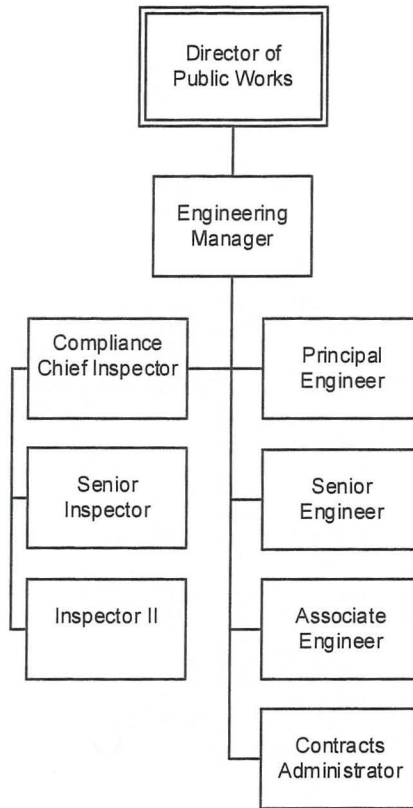 Director of
Public Works
Engineering
Manager
Compliance
Chief Inspector
Principal
Engineer
Senior
Inspector
Senior
Engineer
Inspector II
Associate
Engineer
Contracts
Administrator